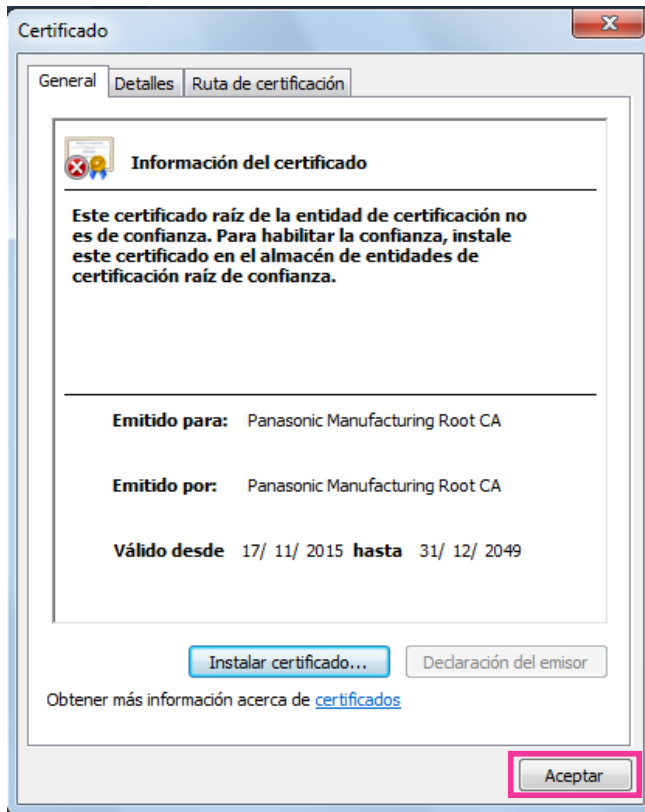 Certificado
General Detalles Ruta de certificación
Información del certificado
Este certificado raíz de la entidad de certificación no
es de confianza. Para habilitar la confianza, instale
este certificado en el almacén de entidades de
certificación raíz de confianza.
Emitido para: Panasonic Manufacturing Root CA
Emitido por: Panasonic Manufacturing Root CA
Válido desde 17/ 11/ 2015 hasta 31/ 12/ 2049
Instalar certificado... Declaración del emisor
Obtener más información acerca de certificados
Aceptar